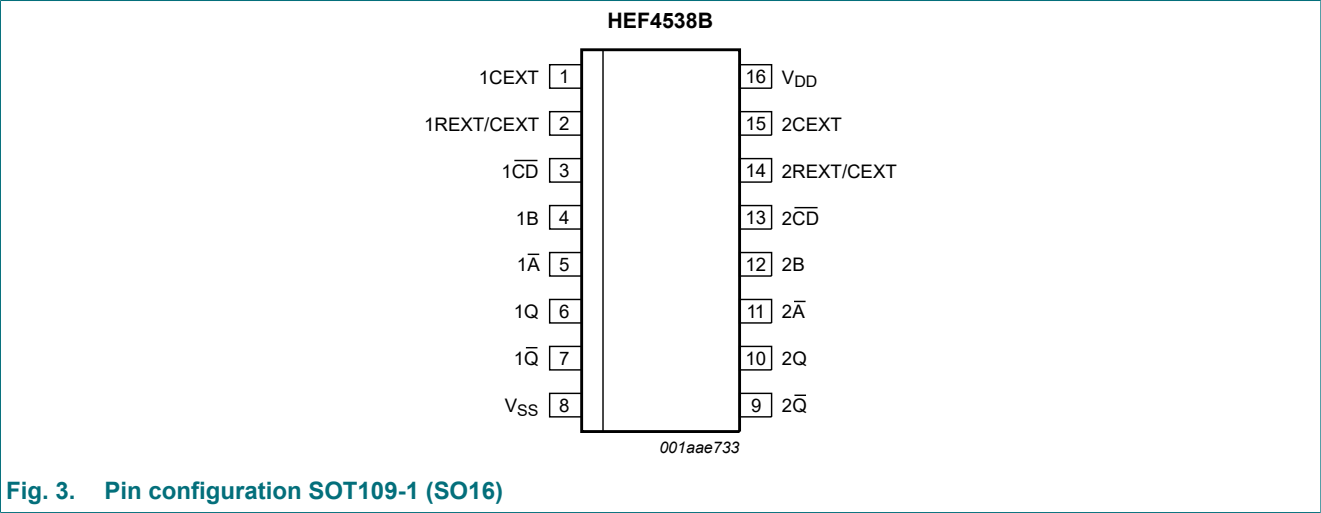 HEF4538B
1CEXT 1 16 VDD
1REXT/CEXT 2 15 2CEXT
1C̅D̅ 3 14 2REXT/CEXT
1B 4 13 2C̅D̅
1A̅ 5 12 2B
1Q 6 11 2A̅
1Q̅ 7 10 2Q
VSS 8 9 2Q̅
001aae733
Fig. 3. Pin configuration SOT109-1 (SO16)